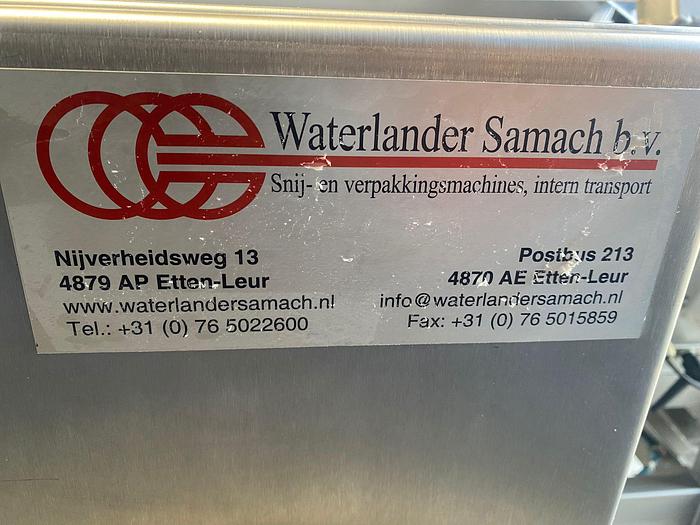 Waterlander Samach b.v.
Snij- en verpakkingsmachines, intern transport
Nijverheidsweg 13
4879 AP Etten-Leur
www.waterlandersamach.nl
Tel.: +31 (0) 76 5022600
Postbus 213
4870 AE Etten-Leur
info@waterlandersamach.nl
Fax: +31 (0) 76 5015859